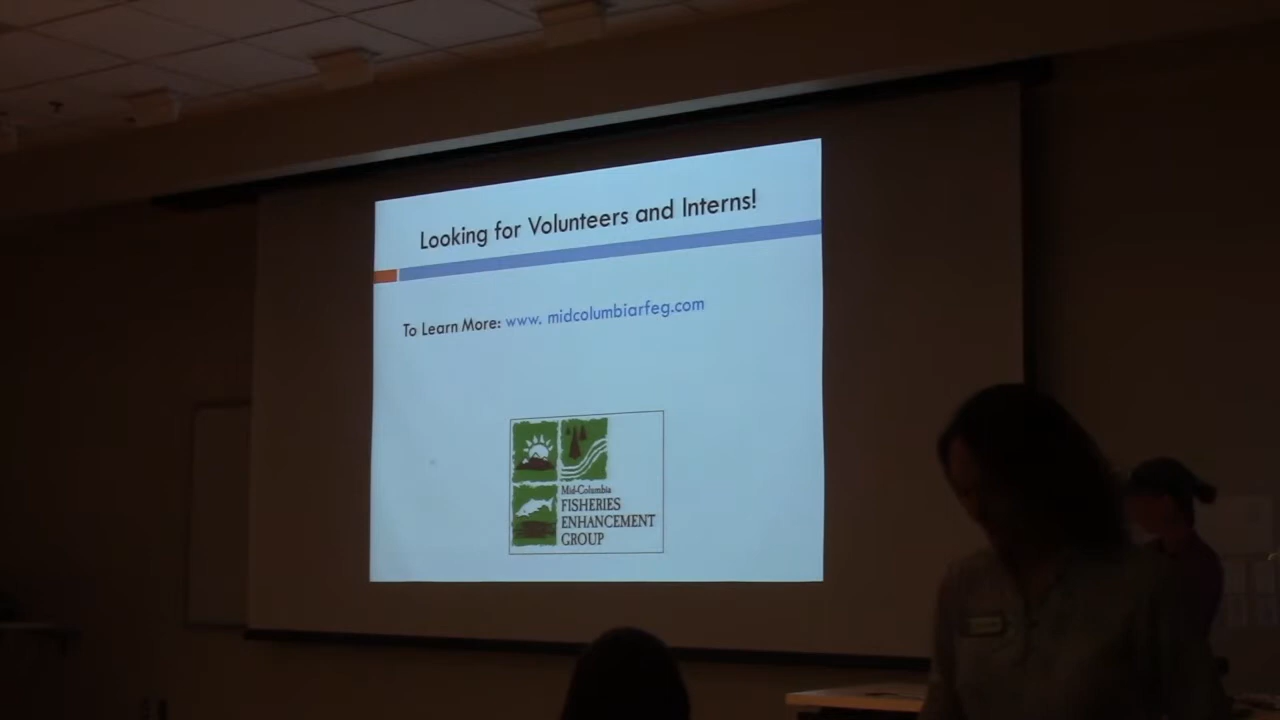 Looking for Volunteers and Interns!
To Learn More: www. midcolumbiarfeg.com
Mid-Columbia
FISHERIES
ENHANCEMENT
GROUP